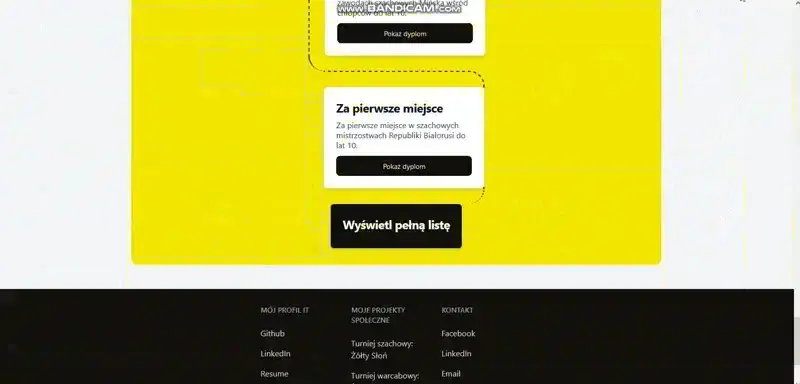 www.BANDICAM.com
chłopców do lat 10.
Pokaż dyplom
Za pierwsze miejsce
Za pierwsze miejsce w szachowych
mistrzostwach Republiki Białorusi do
lat 10.
Pokaż dyplom
Wyświetl pełną listę
MÓJ PROFIL IT
Github
LinkedIn
Resume
MOJE PROJEKTY
SPOŁECZNE
Turniej szachowy:
Żółty Słoń
Turniej warcabowy:
KONTAKT
Facebook
LinkedIn
Email